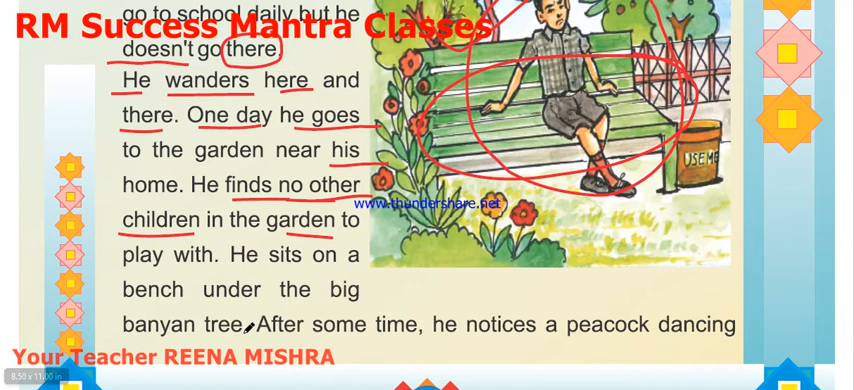 go to school daily but he
RM Success Mantra Classes
doesn't go there
He wanders here and
there. One day he goes
to the garden near his
home. He finds no other
children in the garden to
play with. He sits on a
bench under the big
banyan tree. After some time, he notices a peacock dancing
USE ME
www.thundershare.net
Your Teacher REENA MISHRA
8.50 x 11.00 in